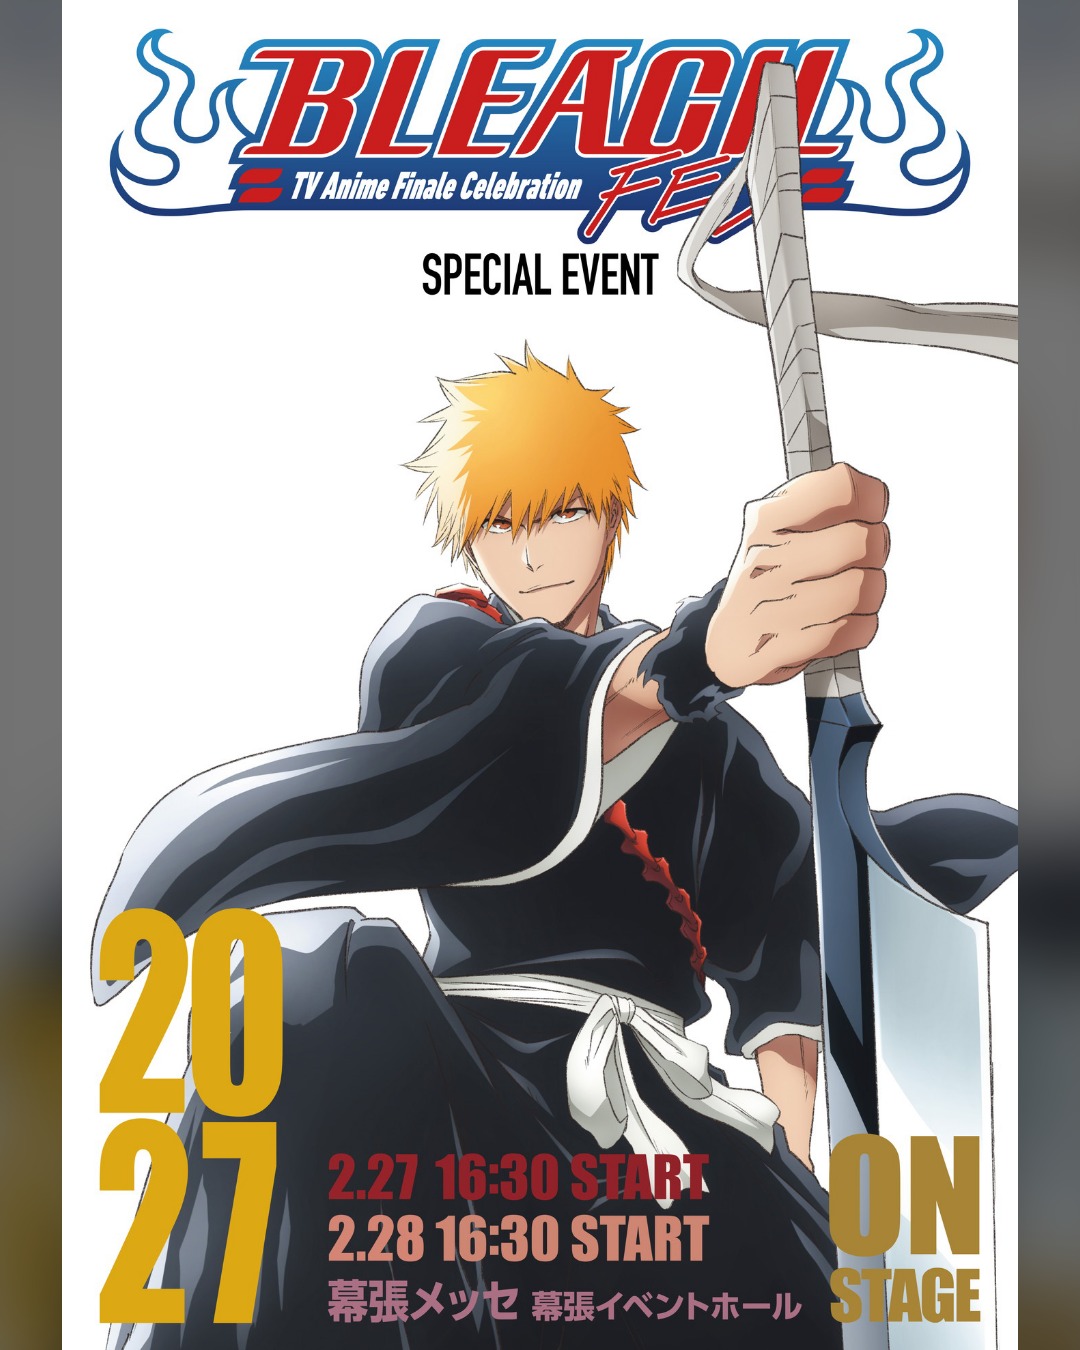 BLEACH
TV Anime Finale Celebration FES
SPECIAL EVENT
20
27
2.27 16:30 START
2.28 16:30 START
幕張メッセ 幕張イベントホール
ON
STAGE